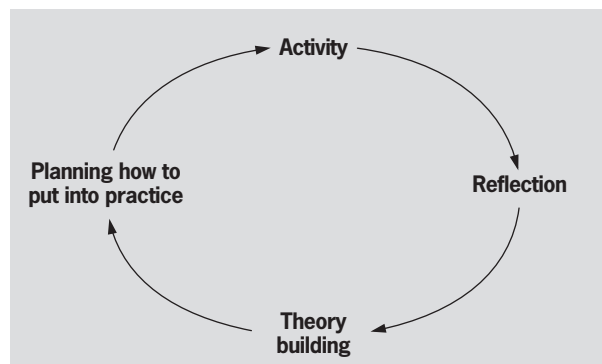 Activity
Reflection
Theory
building
Planning how to
put into practice